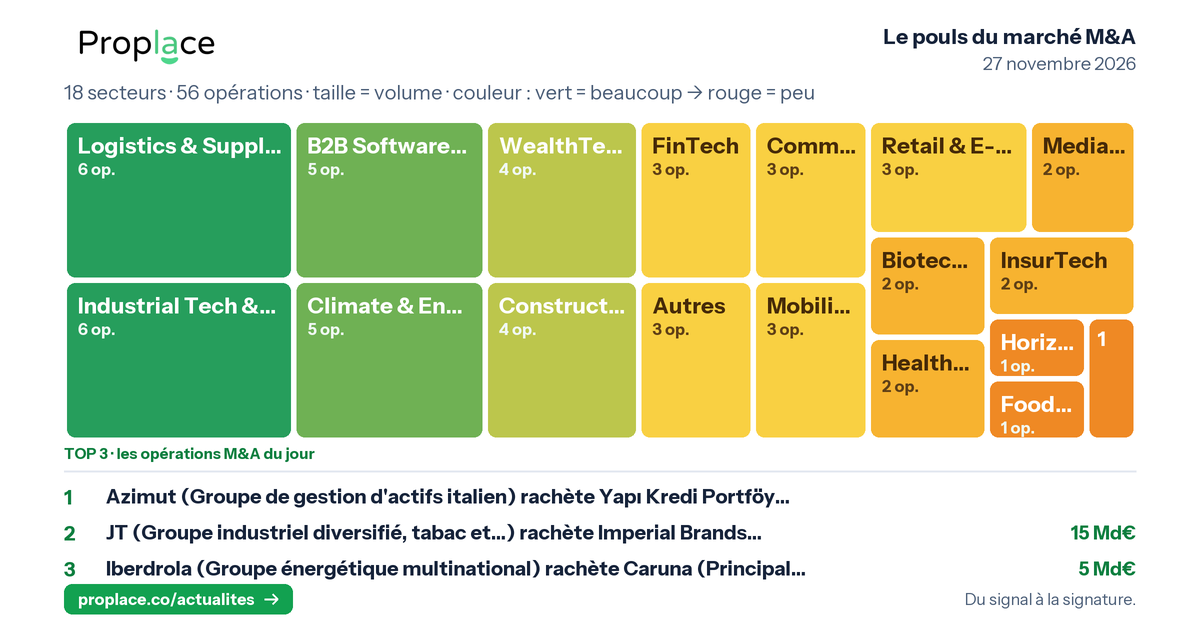 Proplace
Le pouls du marché M&A
27 novembre 2026
18 secteurs · 56 opérations · taille = volume · couleur : vert = beaucoup → rouge = peu
Logistics & Suppl...
6 op.
B2B Software...
5 op.
WealthTe...
4 op.
FinTech
3 op.
Comm...
3 op.
Retail & E-...
3 op.
Media...
2 op.
Biotec...
2 op.
InsurTech
2 op.
Industrial Tech &...
6 op.
Climate & En...
5 op.
Construct...
4 op.
Autres
3 op.
Mobili...
3 op.
Health...
2 op.
Horiz...
1 op.
1
Food...
1 op.
TOP 3 · les opérations M&A du jour
1 Azimut (Groupe de gestion d'actifs italien) rachète Yapı Kredi Portföy...
2 JT (Groupe industriel diversifié, tabac et...) rachète Imperial Brands... 15 Md€
3 Iberdrola (Groupe énergétique multinational) rachète Caruna (Principal... 5 Md€
proplace.co/actualites →
Du signal à la signature.